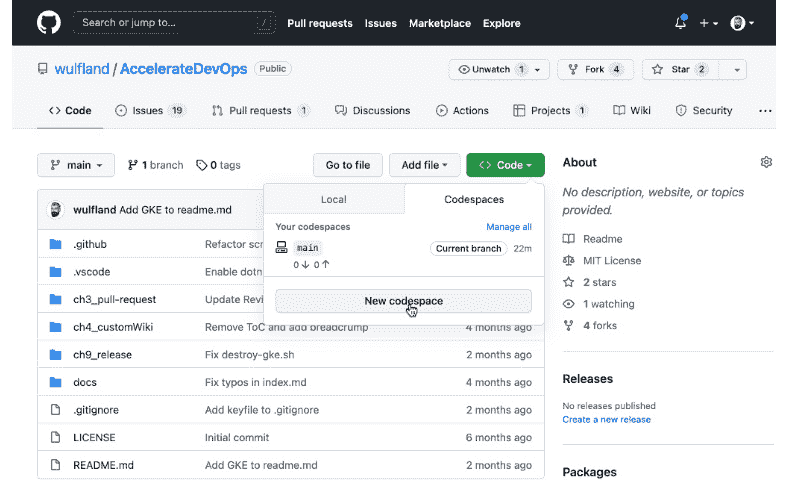 Search or jump to... /
Pull requests Issues Marketplace Explore
wulfland / AccelerateDevOps Public
Unwatch 1 Fork 4 Star 2
Code Issues 19 Pull requests 1 Discussions Actions Projects 1 Wiki Security ...
main 1 branch 0 tags Go to file Add file Code
Local Codespaces
Your codespaces Manage all
main Current branch 22m
0 0
New codespace
wulfland Add GKE to readme.md
.github Refactor scr
.vscode Enable dotn
ch3_pull-request Update Revi
ch4_customWiki Remove ToC and add breadcrumb 4 months ago
ch9_release Fix destroy-gke.sh 2 months ago
docs Fix typos in index.md 4 months ago
.gitignore Add keyfile to .gitignore 2 months ago
LICENSE Initial commit 6 months ago
README.md Add GKE to readme.md 2 months ago
About
No description, website, or topics
provided.
Readme
MIT License
2 stars
1 watching
4 forks
Releases
No releases published
Create a new release
Packages